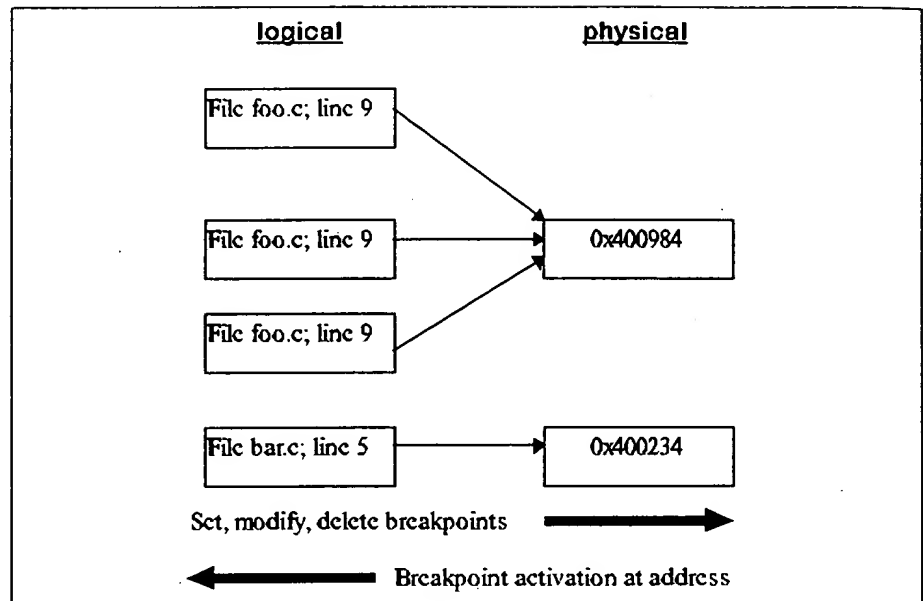 logical physical
File foo.c; line 9
File foo.c; line 9 0x400984
File foo.c; line 9
File bar.c; line 5 0x400234
Set, modify, delete breakpoints
Breakpoint activation at address